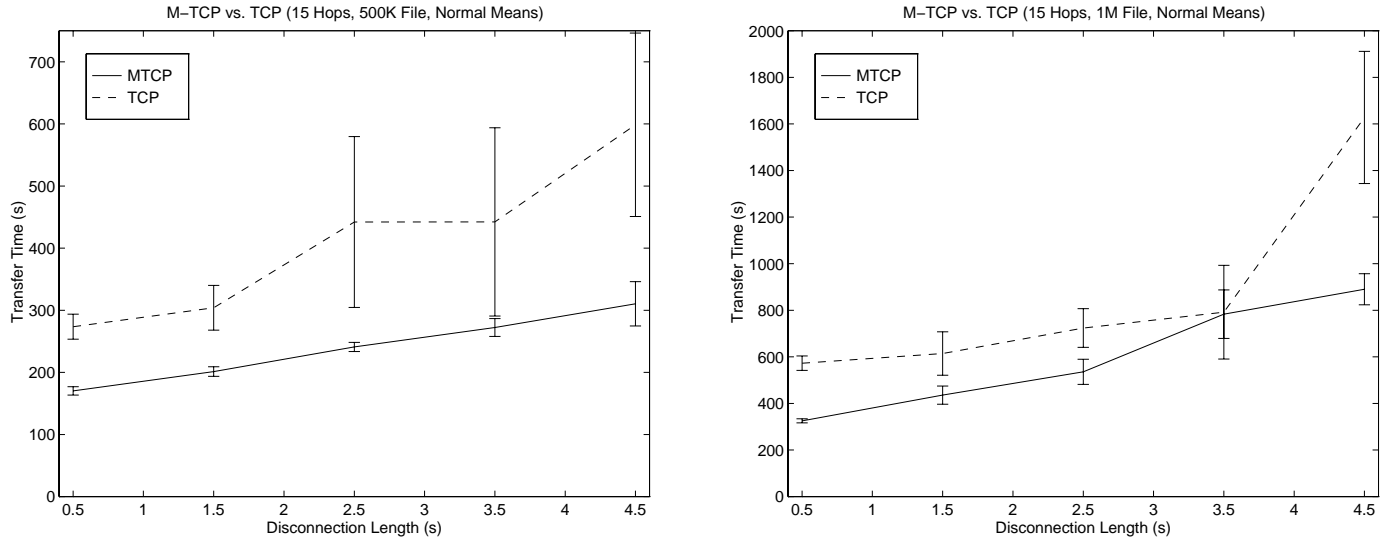 M-TCP vs. TCP (15 Hops, 500K File, Normal Means)
700
600
500
400
300
200
100
0
Transfer Time (s)
MTCP
TCP
0.5 1 1.5 2 2.5 3 3.5 4 4.5
Disconnection Length (s)
M-TCP vs. TCP (15 Hops, 1M File, Normal Means)
2000
1800
1600
1400
1200
1000
800
600
400
200
0
Transfer Time (s)
MTCP
TCP
0.5 1 1.5 2 2.5 3 3.5 4 4.5
Disconnection Length (s)